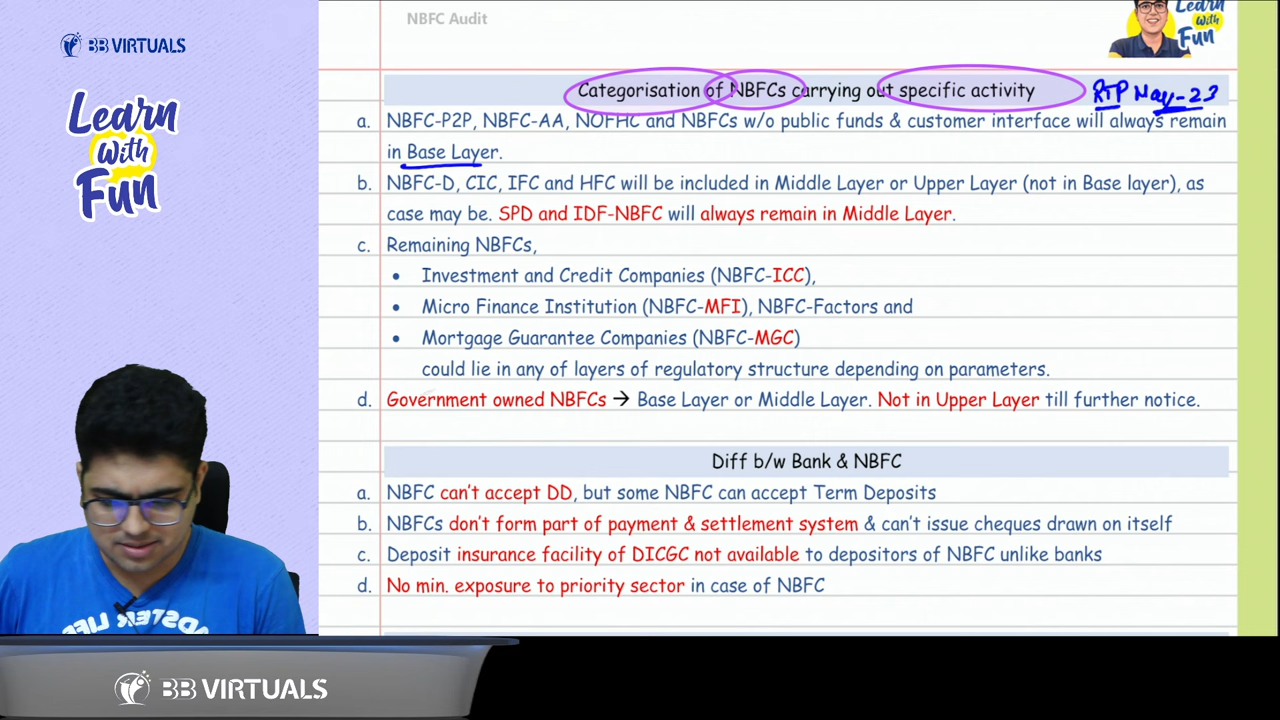 NBFC Audit
Learn
With
Fun
BB VIRTUALS
Learn
With
Fun
Categorisation of NBFCs carrying out specific activity RTP May-23
a. NBFC-P2P, NBFC-AA, NOFHC and NBFCs w/o public funds & customer interface will always remain
in Base Layer.
b. NBFC-D, CIC, IFC and HFC will be included in Middle Layer or Upper Layer (not in Base layer), as
case may be. SPD and IDF-NBFC will always remain in Middle Layer.
c. Remaining NBFCs,
• Investment and Credit Companies (NBFC-ICC),
• Micro Finance Institution (NBFC-MFI), NBFC-Factors and
• Mortgage Guarantee Companies (NBFC-MGC)
could lie in any of layers of regulatory structure depending on parameters.
d. Government owned NBFCs → Base Layer or Middle Layer. Not in Upper Layer till further notice.
Diff b/w Bank & NBFC
a. NBFC can't accept DD, but some NBFC can accept Term Deposits
b. NBFCs don't form part of payment & settlement system & can't issue cheques drawn on itself
c. Deposit insurance facility of DICGC not available to depositors of NBFC unlike banks
d. No min. exposure to priority sector in case of NBFC
BB VIRTUALS